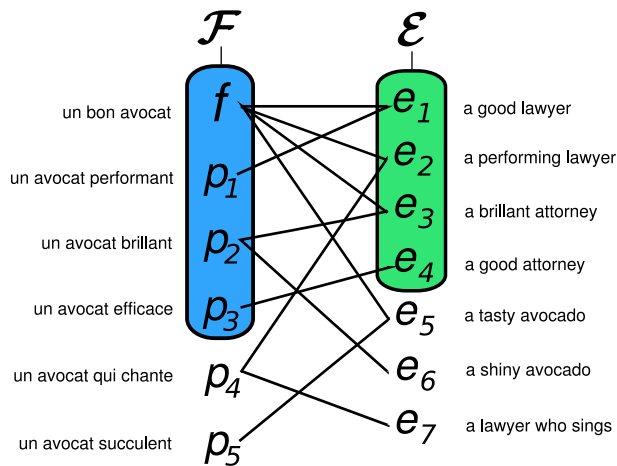 ℱ ℰ
un bon avocat f e1 a good lawyer
un avocat performant p1 e2 a performing lawyer
un avocat brillant p2 e3 a brillant attorney
un avocat efficace p3 e4 a good attorney
e5 a tasty avocado
un avocat qui chante p4 e6 a shiny avocado
un avocat succulent p5 e7 a lawyer who sings